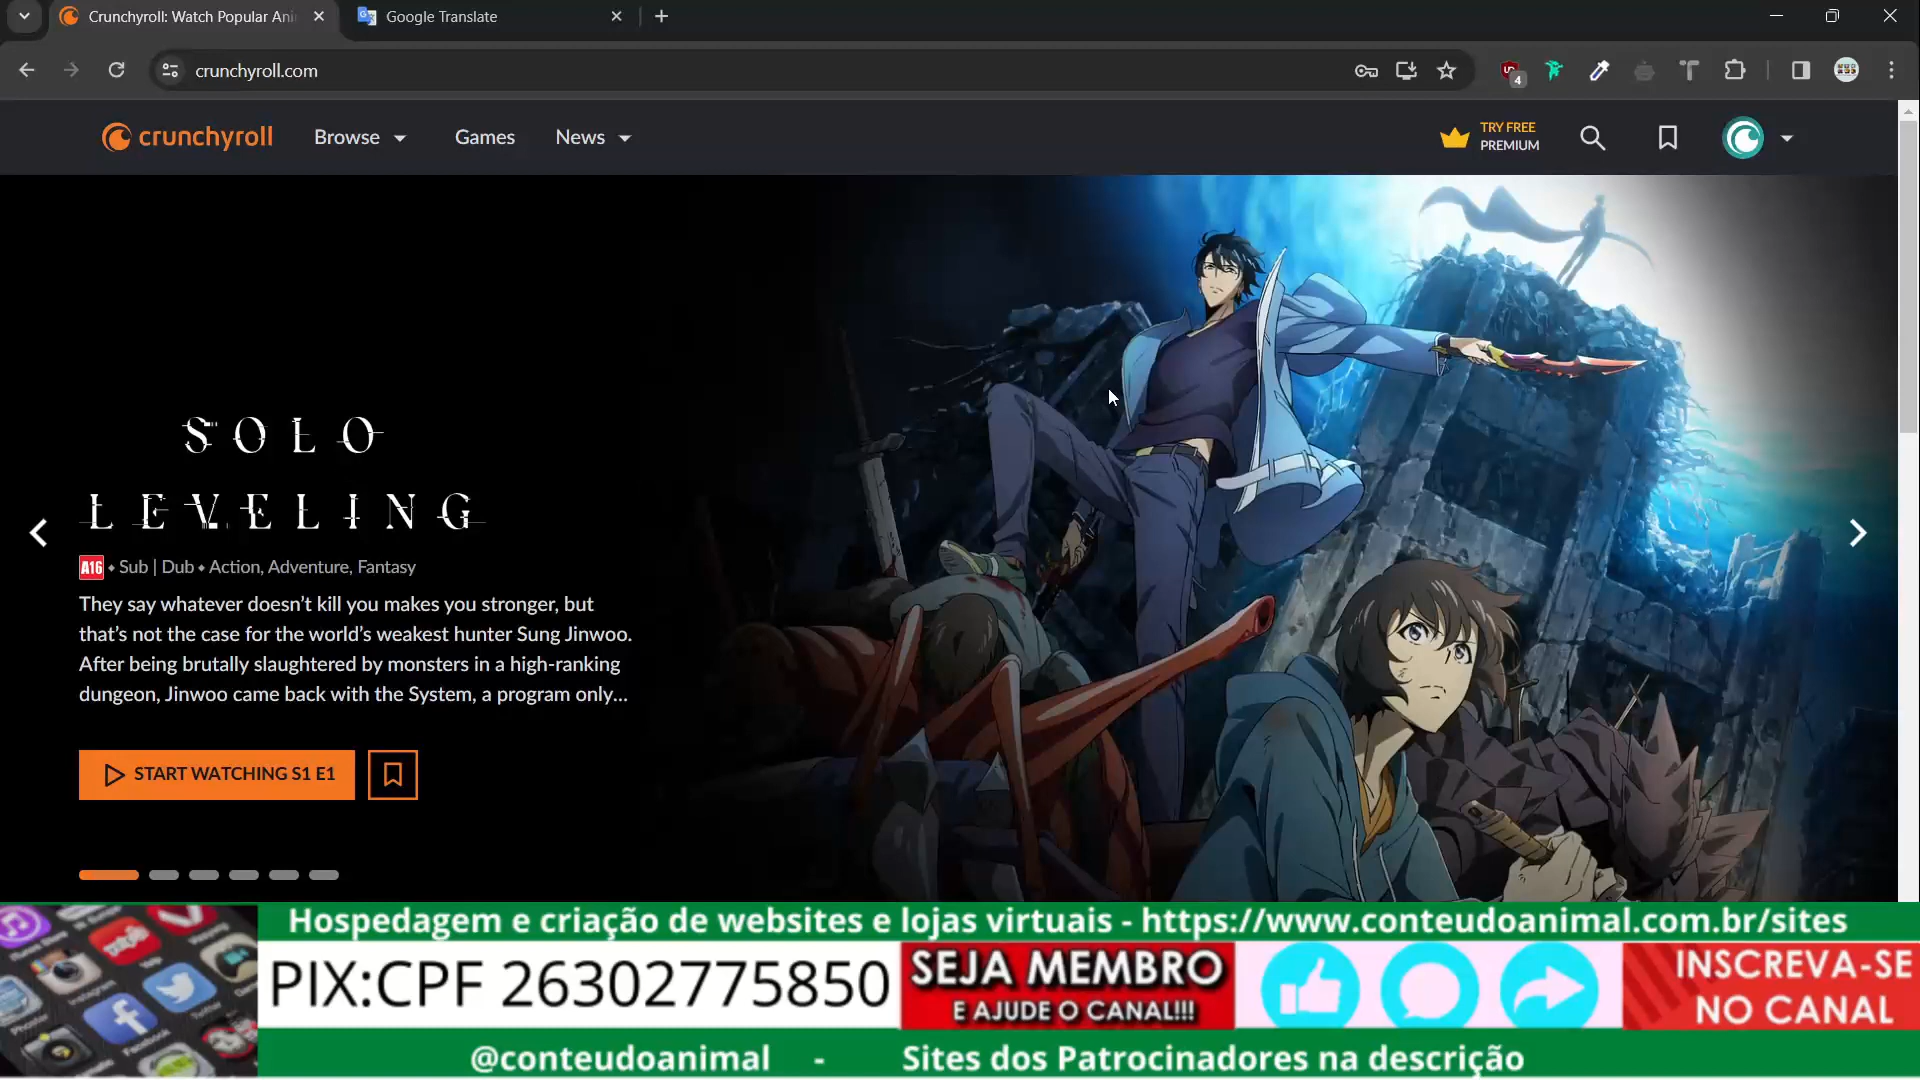 Crunchyroll: Watch Popular Ani
Google Translate
crunchyroll.com
4
crunchyroll
Browse
Games
News
TRY FREE
PREMIUM
SOLO
LEVELING
A16 • Sub | Dub • Action, Adventure, Fantasy
They say whatever doesn’t kill you makes you stronger, but
that’s not the case for the world’s weakest hunter Sung Jinwoo.
After being brutally slaughtered by monsters in a high-ranking
dungeon, Jinwoo came back with the System, a program only...
START WATCHING S1 E1
Hospedagem e criação de websites e lojas virtuais - https://www.conteudoanimal.com.br/sites
PIX:CPF 26302775850
SEJA MEMBRO
E AJUDE O CANAL!!!
INSCREVA-SE
NO CANAL
@conteudoanimal - Sites dos Patrocinadores na descrição